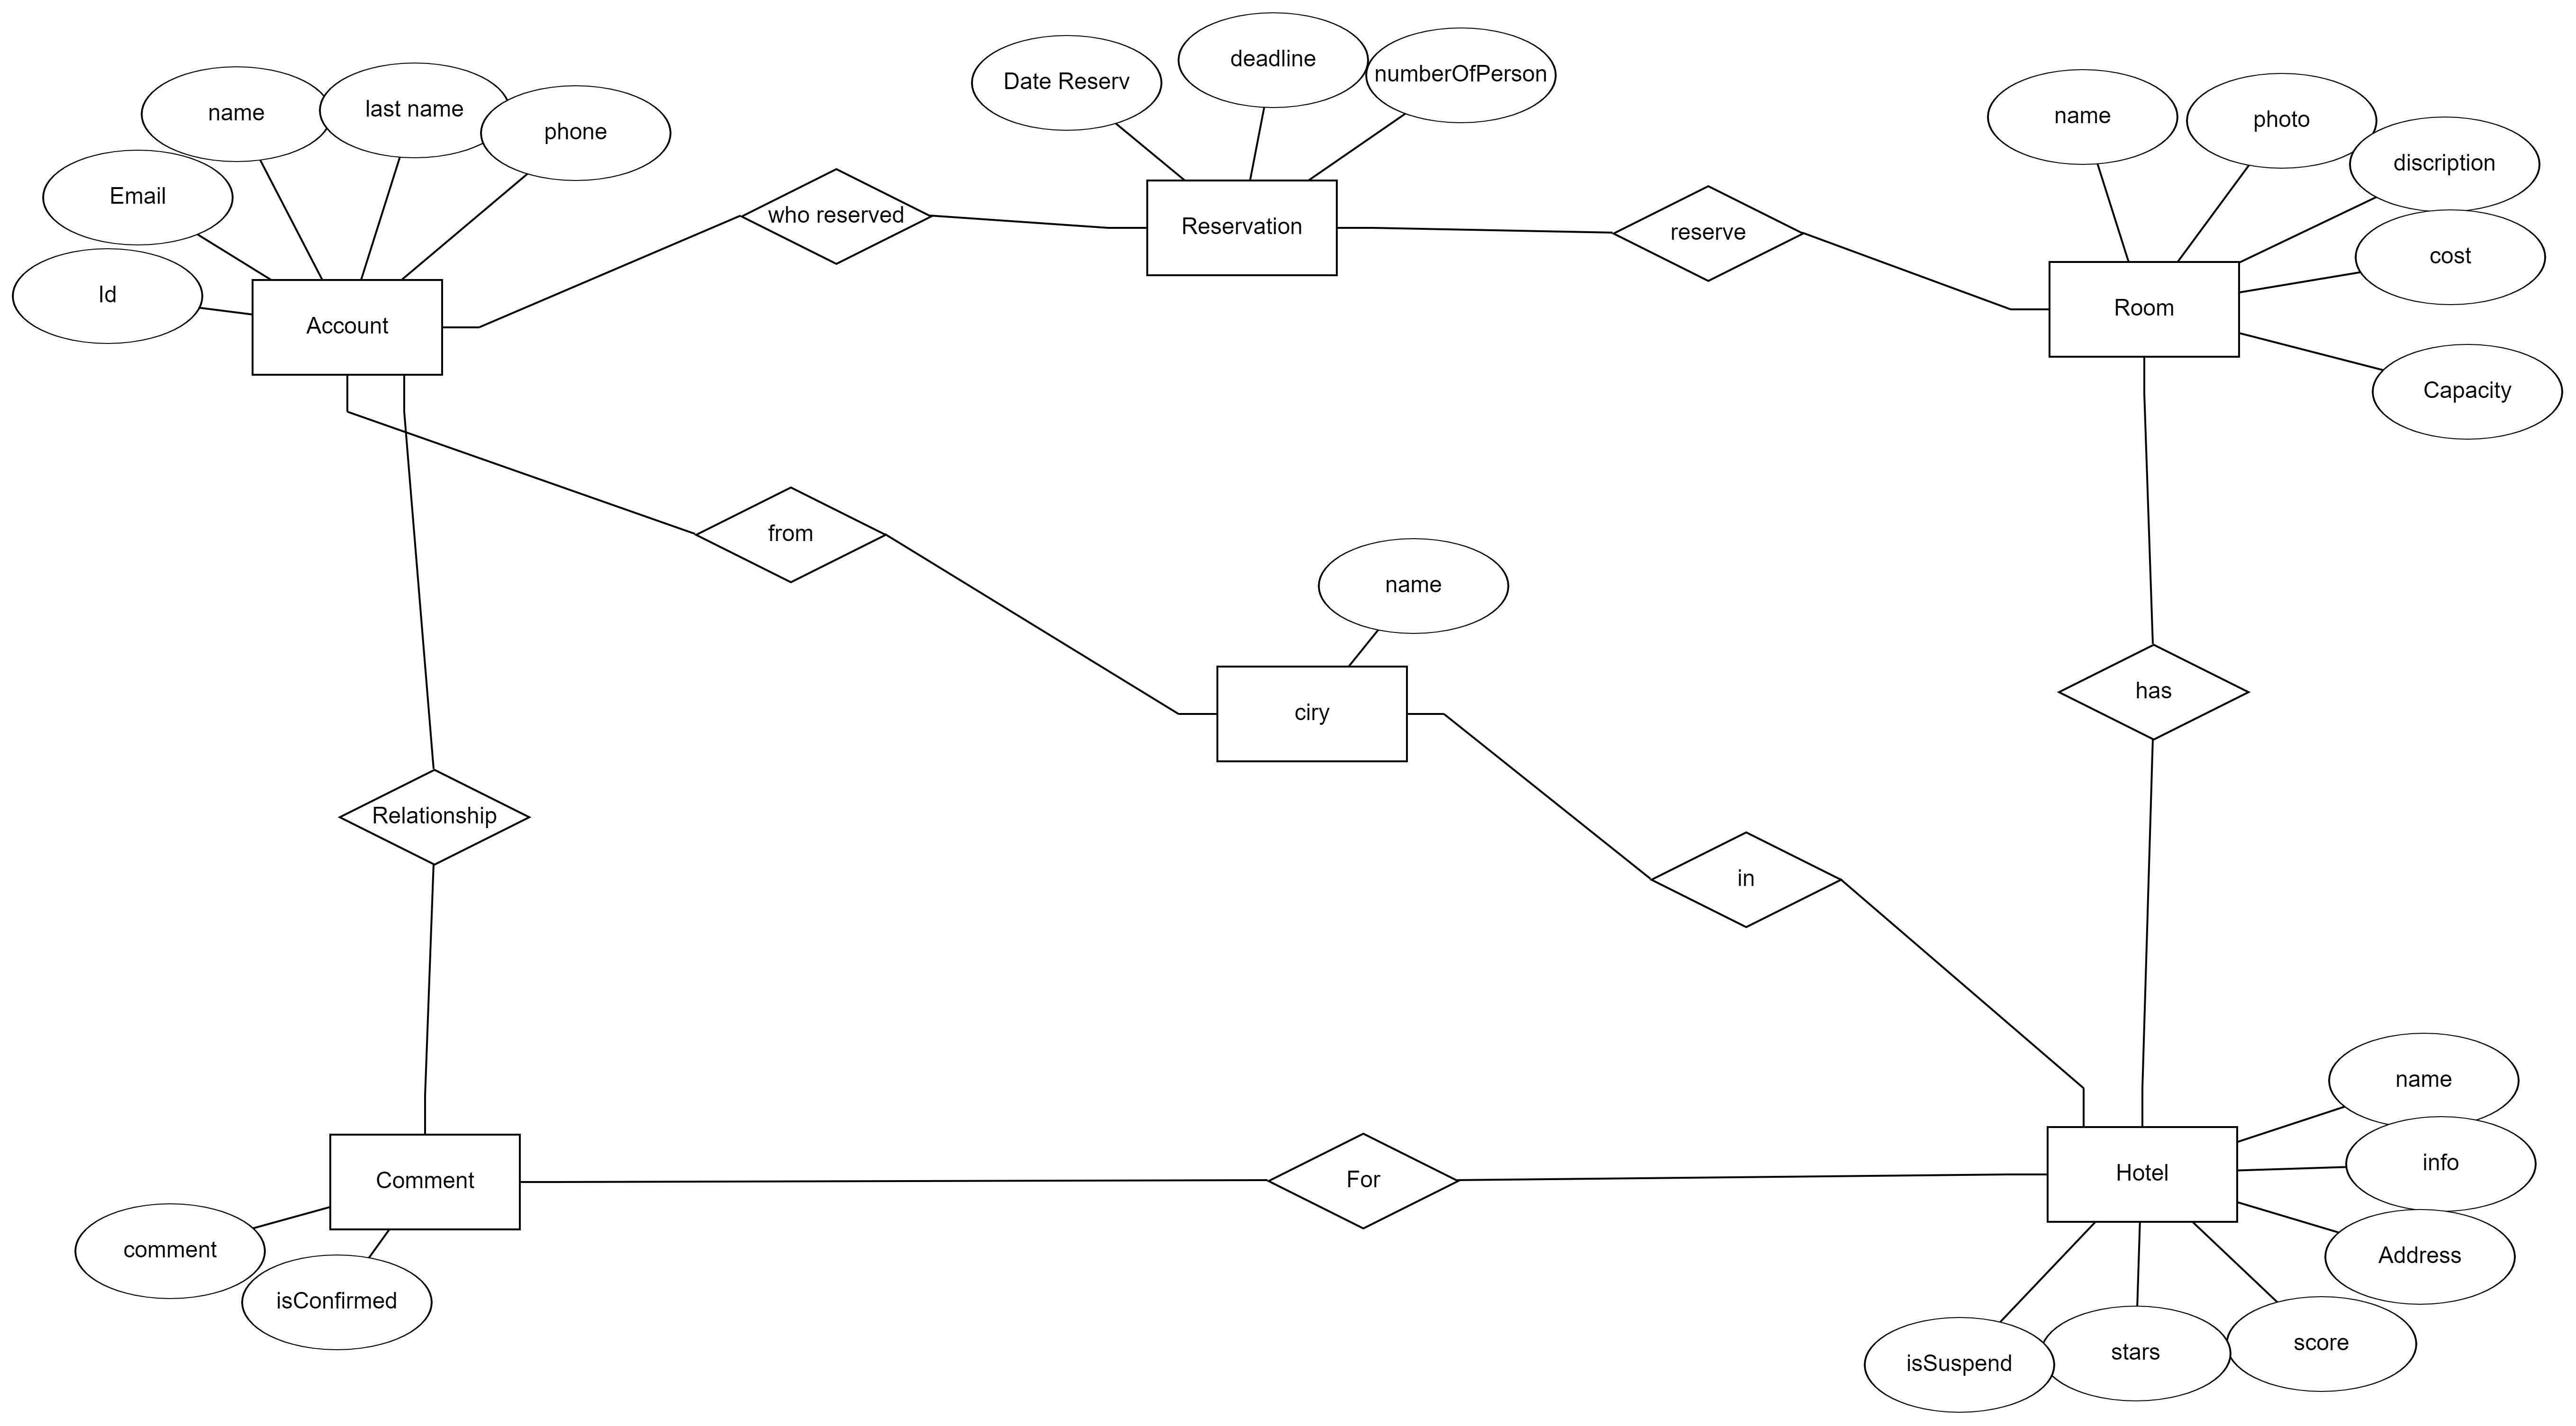 deadline
numberOfPerson
Date Reserv
last name
name
phone
name
photo
discription
Email
who reserved
Reservation
reserve
cost
Id
Account
Room
Capacity
from
name
has
ciry
Relationship
in
name
info
Comment
For
Hotel
comment
Address
isConfirmed
score
stars
isSuspend